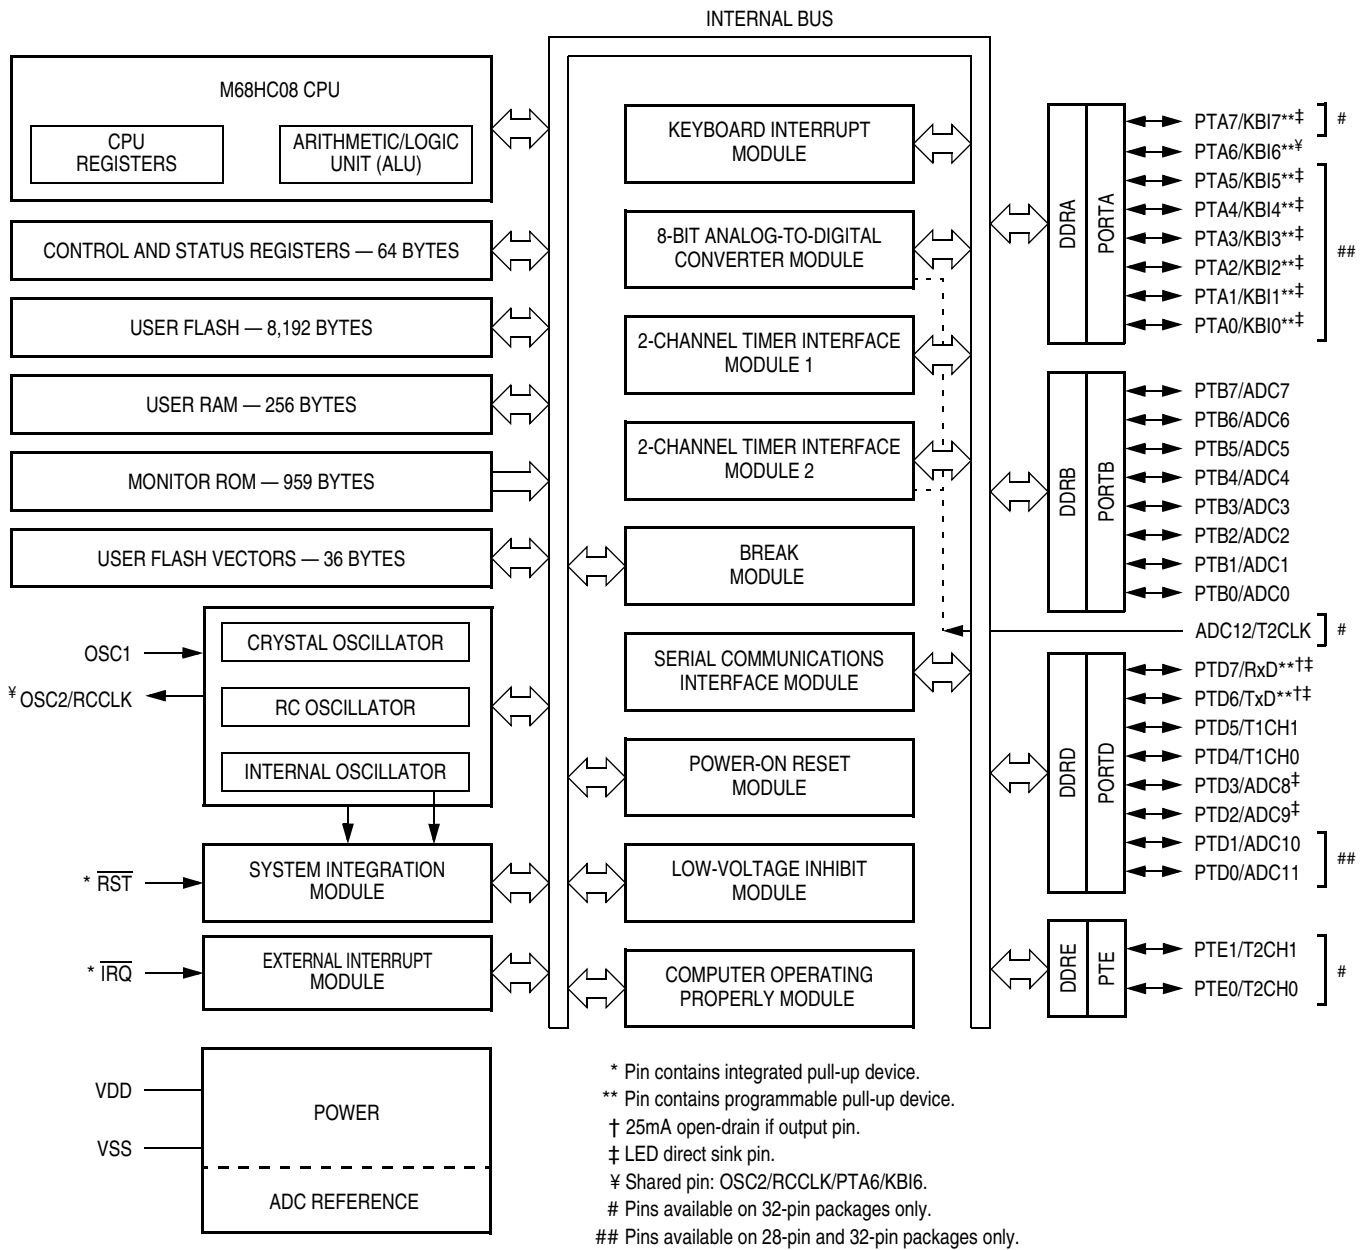 INTERNAL BUS
M68HC08 CPU
CPU
REGISTERS
ARITHMETIC/LOGIC
UNIT (ALU)
CONTROL AND STATUS REGISTERS — 64 BYTES
USER FLASH — 8,192 BYTES
USER RAM — 256 BYTES
MONITOR ROM — 959 BYTES
USER FLASH VECTORS — 36 BYTES
OSC1
¥ OSC2/RCCLK
CRYSTAL OSCILLATOR
RC OSCILLATOR
INTERNAL OSCILLATOR
* RST
SYSTEM INTEGRATION
MODULE
* IRQ
EXTERNAL INTERRUPT
MODULE
VDD
VSS
POWER
ADC REFERENCE
KEYBOARD INTERRUPT
MODULE
8-BIT ANALOG-TO-DIGITAL
CONVERTER MODULE
2-CHANNEL TIMER INTERFACE
MODULE 1
2-CHANNEL TIMER INTERFACE
MODULE 2
BREAK
MODULE
SERIAL COMMUNICATIONS
INTERFACE MODULE
POWER-ON RESET
MODULE
LOW-VOLTAGE INHIBIT
MODULE
COMPUTER OPERATING
PROPERLY MODULE
DDRA
PORTA
PTA7/KBI7**‡
#
PTA6/KBI6**¥
PTA5/KBI5**‡
PTA4/KBI4**‡
PTA3/KBI3**‡
PTA2/KBI2**‡
PTA1/KBI1**‡
PTA0/KBI0**‡
##
DDRB
PORTB
PTB7/ADC7
PTB6/ADC6
PTB5/ADC5
PTB4/ADC4
PTB3/ADC3
PTB2/ADC2
PTB1/ADC1
PTB0/ADC0
ADC12/T2CLK
#
DDRD
PORTD
PTD7/RxD**†‡
PTD6/TxD**†‡
PTD5/T1CH1
PTD4/T1CH0
PTD3/ADC8‡
PTD2/ADC9‡
PTD1/ADC10
PTD0/ADC11
##
DDRE
PTE
PTE1/T2CH1
PTE0/T2CH0
#
* Pin contains integrated pull-up device.
** Pin contains programmable pull-up device.
† 25mA open-drain if output pin.
‡ LED direct sink pin.
¥ Shared pin: OSC2/RCCLK/PTA6/KBI6.
# Pins available on 32-pin packages only.
## Pins available on 28-pin and 32-pin packages only.